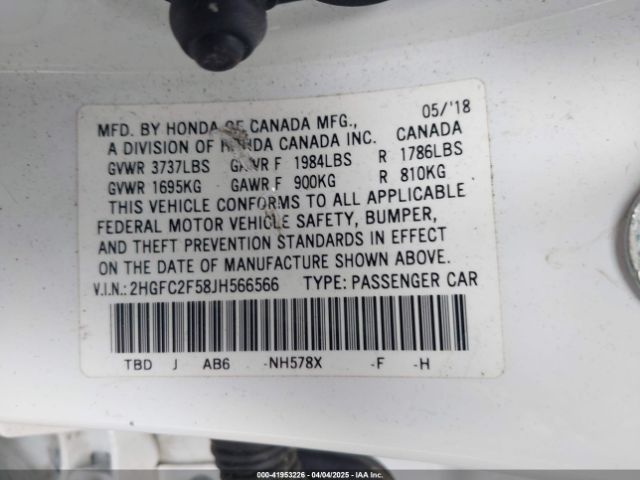 05/'18
MFD. BY HONDA OF CANADA MFG., CANADA
A DIVISION OF HONDA CANADA INC.
GVWR 3737LBS GAWR F 1984LBS R 1786LBS
GVWR 1695KG GAWR F 900KG R 810KG
THIS VEHICLE CONFORMS TO ALL APPLICABLE
FEDERAL MOTOR VEHICLE SAFETY, BUMPER,
AND THEFT PREVENTION STANDARDS IN EFFECT
ON THE DATE OF MANUFACTURE SHOWN ABOVE.
V.I.N.: 2HGFC2F58JH566566 TYPE: PASSENGER CAR
TBD J AB6 -NH578X -F -H
000-41953226 - 04/04/2025 - IAAI.COM